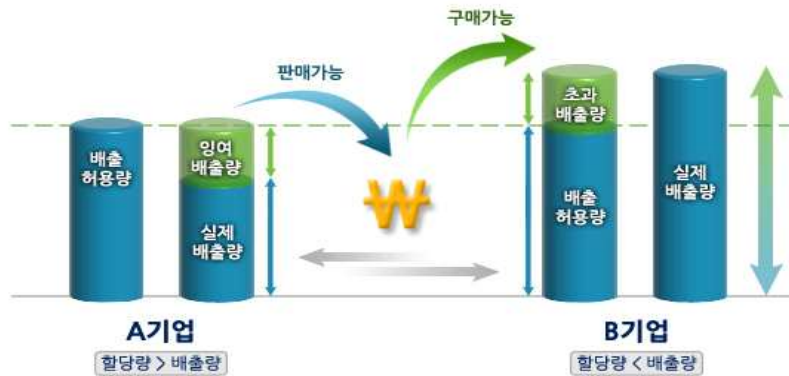 구매가능
판매가능
배출
허용량
잉여
배출량
실제
배출량
초과
배출량
배출
허용량
실제
배출량
₩
A기업
할당량 > 배출량
B기업
할당량 < 배출량